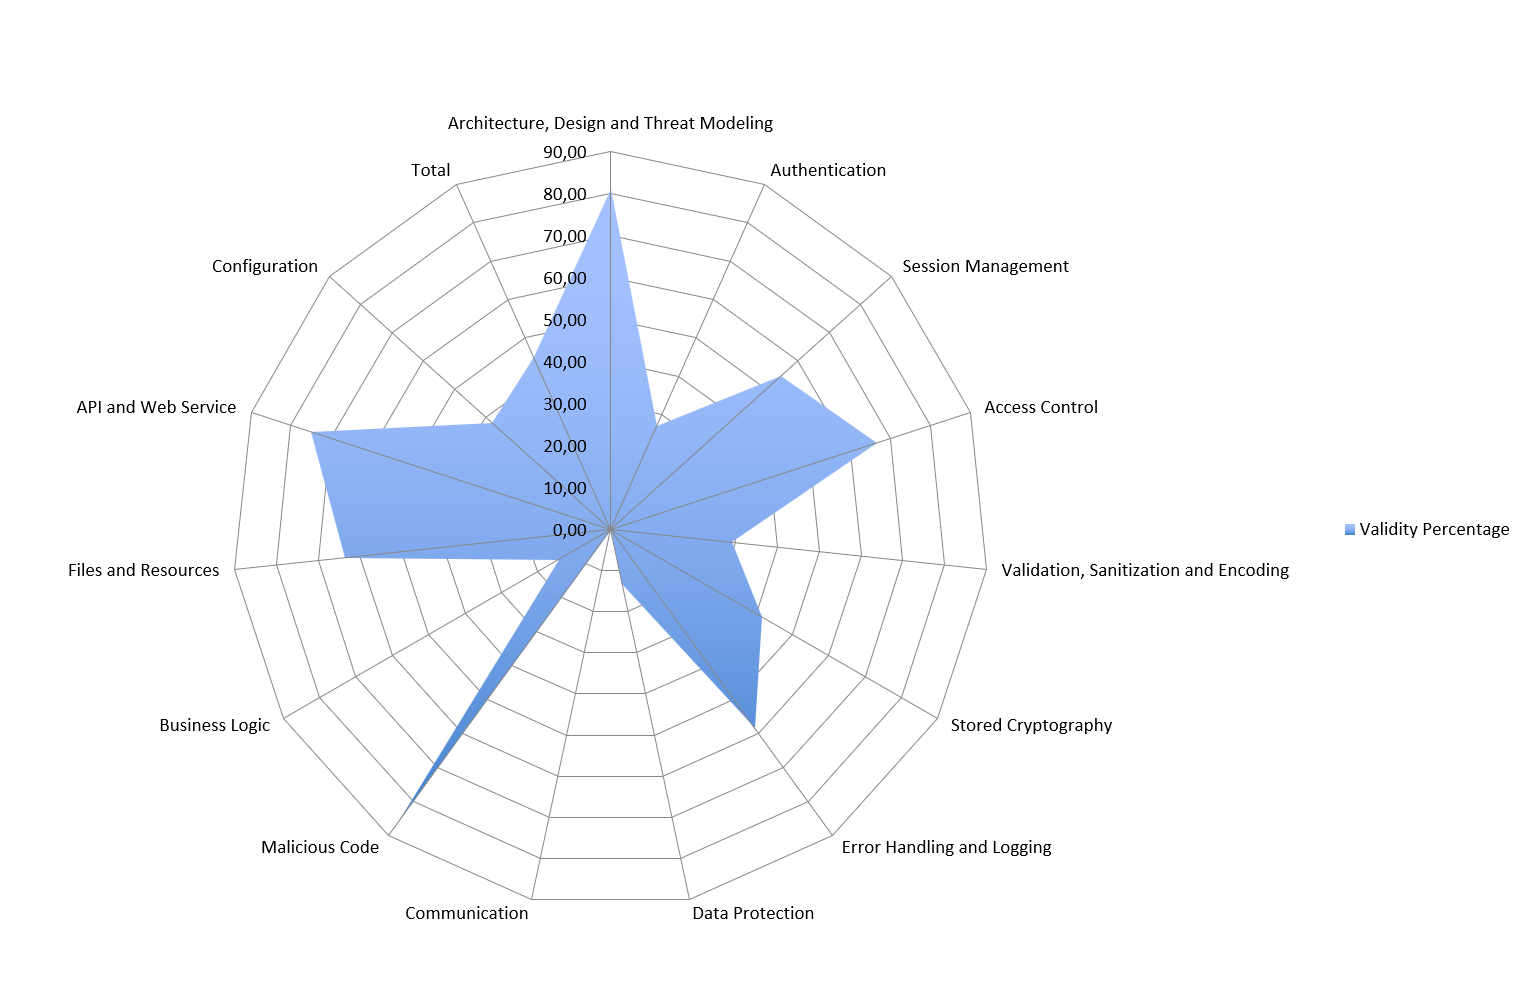 Architecture, Design and Threat Modeling
90,00
Total
Authentication
80,00
70,00
Configuration
Session Management
60,00
50,00
40,00
API and Web Service
30,00
Access Control
20,00
10,00
0,00
Validity Percentage
Files and Resources
Validation, Sanitization and Encoding
Business Logic
Stored Cryptography
Malicious Code
Error Handling and Logging
Communication
Data Protection